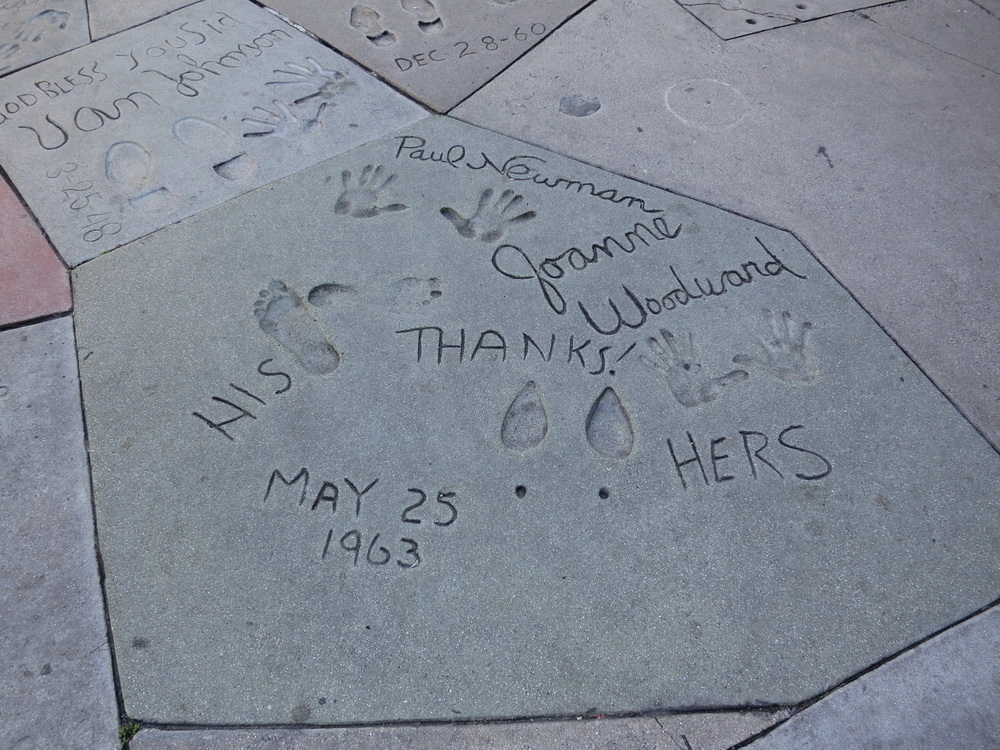 GOD BLESS YOU SID
Van Johnson
3-25-48
DEC-28-60
Paul Newman
Joanne
Woodward
THANKS!
HIS
HERS
MAY 25
1963